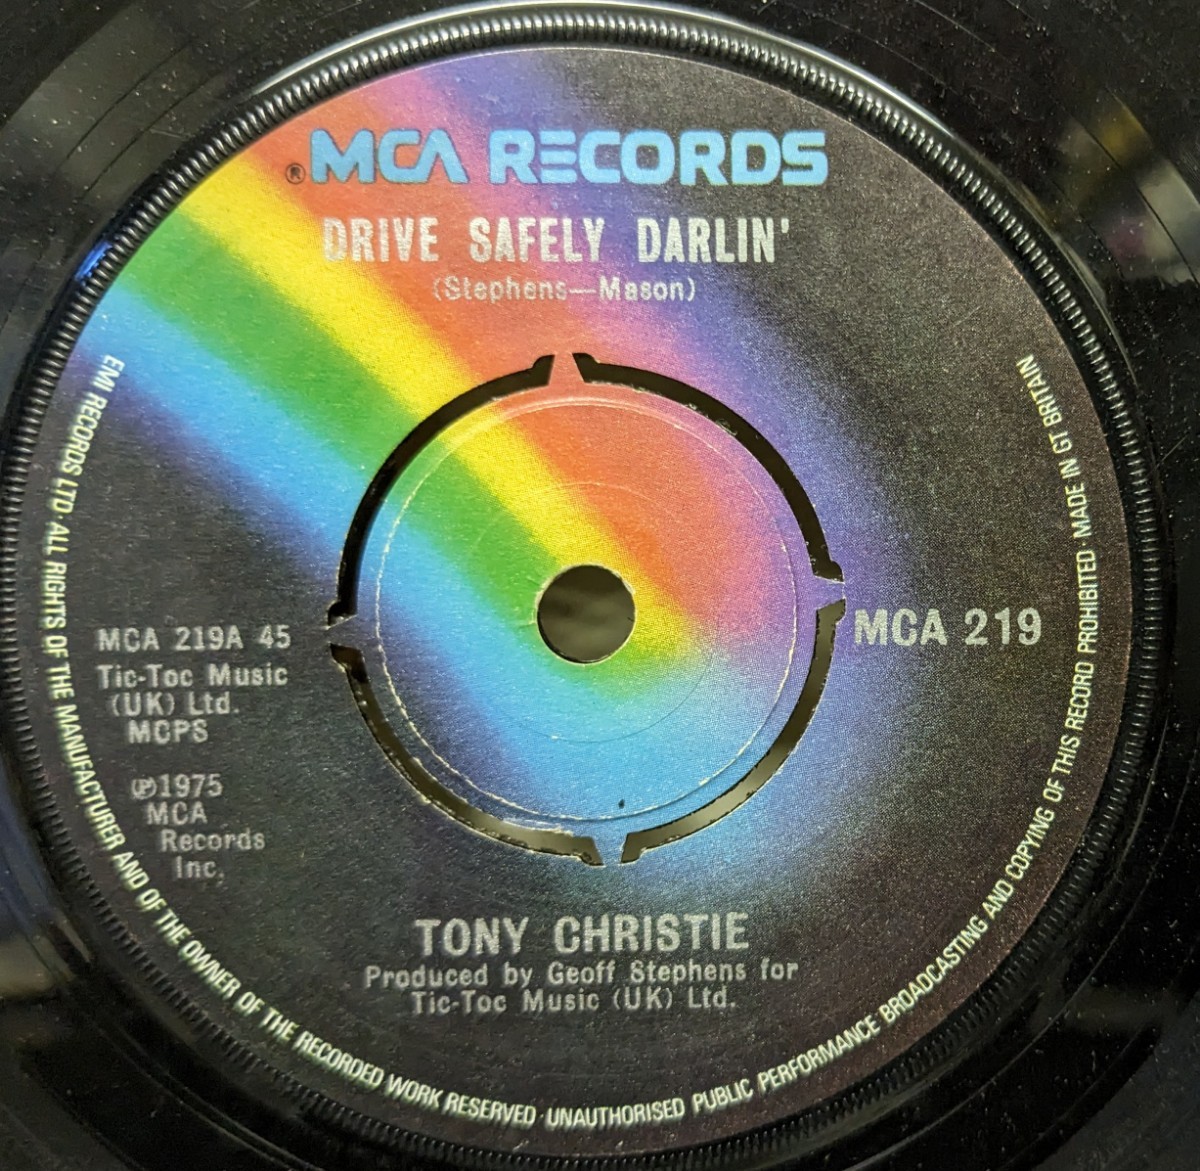 ® MCA RECORDS
DRIVE SAFELY DARLIN'
(Stephens—Mason)
MCA 219
MCA 219A 45
Tic-Toc Music
(UK) Ltd.
MCPS
℗1975
MCA
Records
Inc.
TONY CHRISTIE
Produced by Geoff Stephens for
Tic-Toc Music (UK) Ltd.
EMI RECORDS LTD·ALL RIGHTS OF THE MANUFACTURER AND OF THE OWNER OF THE RECORDED WORK RESERVED·UNAUTHORISED PUBLIC PERFORMANCE BROADCASTING AND COPYING OF THIS RECORD PROHIBITED MADE IN GT BRITAIN